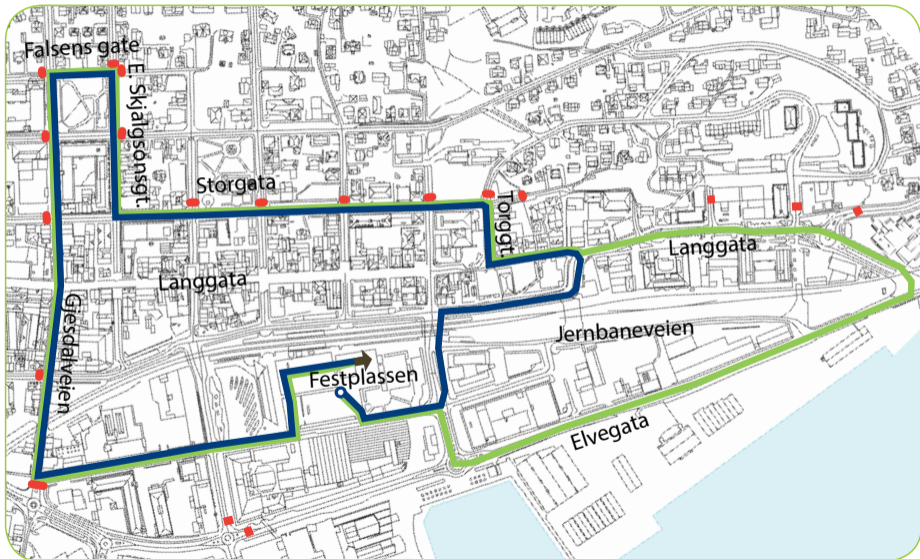 Falsens gate
E. Skjalgsonsgt.
Storgata
Torggt.
Langgata
Langgata
Gjesdalveien
Jernbaneveien
Festplassen
Elvegata